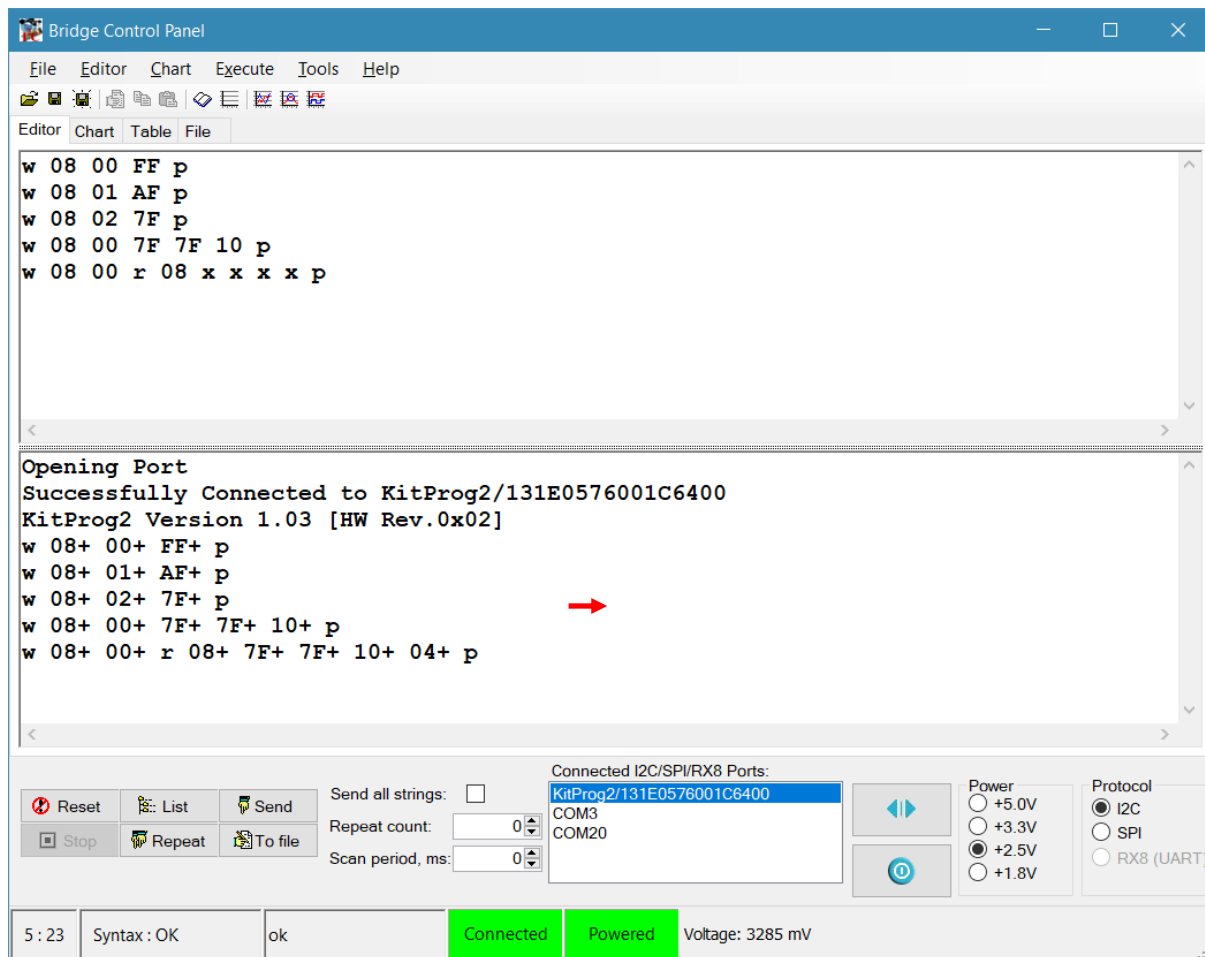 Bridge Control Panel
File Editor Chart Execute Tools Help
Editor Chart Table File
w 08 00 FF p
w 08 01 AF p
w 08 02 7F p
w 08 00 7F 7F 10 p
w 08 00 r 08 x x x x p
Opening Port
Successfully Connected to KitProg2/131E0576001C6400
KitProg2 Version 1.03 [HW Rev.0x02]
w 08+ 00+ FF+ p
w 08+ 01+ AF+ p
w 08+ 02+ 7F+ p
w 08+ 00+ 7F+ 7F+ 10+ p
w 08+ 00+ r 08+ 7F+ 7F+ 10+ 04+ p
Reset List Send
Stop Repeat To file
Send all strings:
Repeat count: 0
Scan period, ms: 0
Connected I2C/SPI/RX8 Ports:
KitProg2/131E0576001C6400
COM3
COM20
Power
+5.0V
+3.3V
+2.5V
+1.8V
Protocol
I2C
SPI
RX8 (UART)
5 : 23 Syntax : OK ok Connected Powered Voltage: 3285 mV